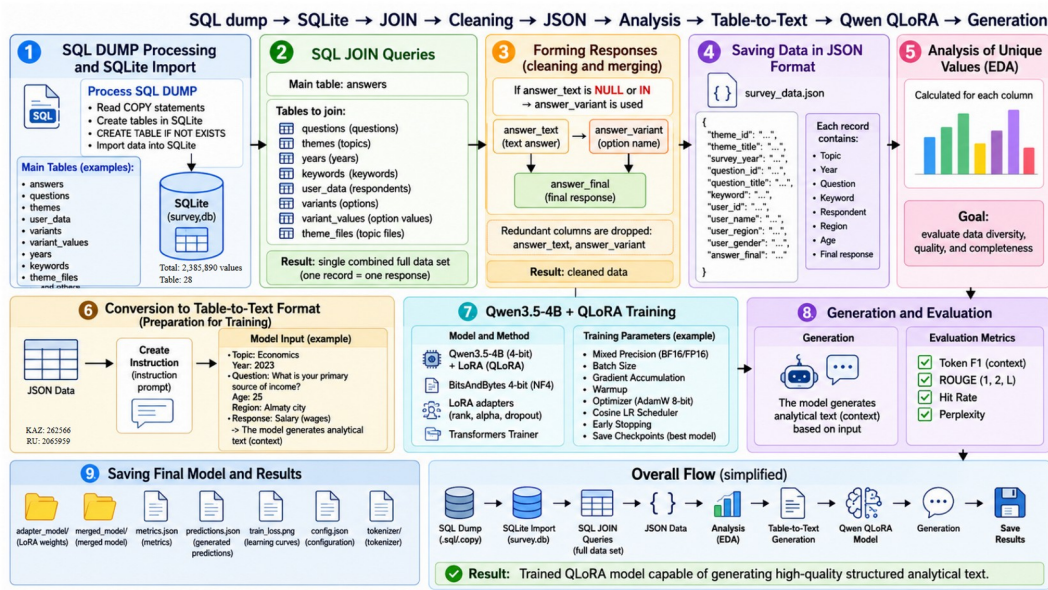 SQL dump → SQLite → JOIN → Cleaning → JSON → Analysis → Table-to-Text → Qwen QLoRA → Generation
1 SQL DUMP Processing
and SQLite Import
SQL
Process SQL DUMP
• Read COPY statements
• Create tables in SQLite
• CREATE TABLE IF NOT EXISTS
• Import data into SQLite
Main Tables (examples):
• answers
• questions
• themes
• user_data
• variants
• variant_values
• years
• keywords
• theme_files
SQLite
(survey,db)
Total: 2,385,890 values
Table: 28
2 SQL JOIN Queries
Main table: answers
Tables to join:
questions (questions)
themes (topics)
years (years)
keywords (keywords)
user_data (respondents)
variants (options)
variant_values (option values)
theme_files (topic files)
Result: single combined full data set
(one record = one response)
3 Forming Responses
(cleaning and merging)
If answer_text is NULL or IN
→ answer_variant is used
answer_text
(text answer)
→
answer_variant
(option name)
answer_final
(final response)
Redundant columns are dropped:
answer_text, answer_variant
Result: cleaned data
4 Saving Data in JSON
Format
{ }
survey_data.json
{
"theme_id": "...",
"theme_title": "...",
"survey_year": "...",
"question_id": "...",
"question_title": "...",
"keyword": "...",
"user_id": "...",
"user_name": "...",
"user_region": "...",
"user_gender": "...",
"answer_final": "..."
}
Each record
contains:
• Topic
• Year
• Question
• Keyword
• Respondent
• Region
• Age
• Final response
5 Analysis of Unique
Values (EDA)
Calculated for each column
Goal:
evaluate data diversity,
quality, and completeness
6 Conversion to Table-to-Text Format
(Preparation for Training)
JSON Data
KAZ: 262566
RU: 2065959
Create
Instruction
(instruction
prompt)
Model Input (example)
• Topic: Economics
Year: 2023
• Question: What is your primary
source of income?
Age: 25
Region: Almaty city
• Response: Salary (wages)
-> The model generates analytical
text (context)
7 Qwen3.5-4B + QLoRA Training
Model and Method
Qwen3.5-4B (4-bit)
+ LoRA (QLoRA)
BitsAndBytes 4-bit (NF4)
LoRA adapters
(rank, alpha, dropout)
Transformers Trainer
Training Parameters (example)
• Mixed Precision (BF16/FP16)
• Batch Size
• Gradient Accumulation
• Warmup
• Optimizer (AdamW 8-bit)
• Cosine LR Scheduler
• Early Stopping
• Save Checkpoints (best model)
8 Generation and Evaluation
Generation
The model generates
analytical text (context)
based on input
Evaluation Metrics
Token F1 (context)
ROUGE (1, 2, L)
Hit Rate
Perplexity
9. Saving Final Model and Results
adapter_model/
(LoRA weights)
merged_model/
(merged model)
metrics.json
(metrics)
predictions.json
(generated
predictions)
train_loss.png
(learning curves)
config.json
(configuration)
tokenizer/
(tokenizer)
Overall Flow (simplified)
SQL Dump
(.sql/.copy)
SQLite Import
(survey.db)
SQL JOIN
Queries
(full data set)
{ }
JSON Data
Analysis
(EDA)
Table-to-Text
Generation
Qwen QLoRA
Model
Generation
Save
Results
Result: Trained QLoRA model capable of generating high-quality structured analytical text.